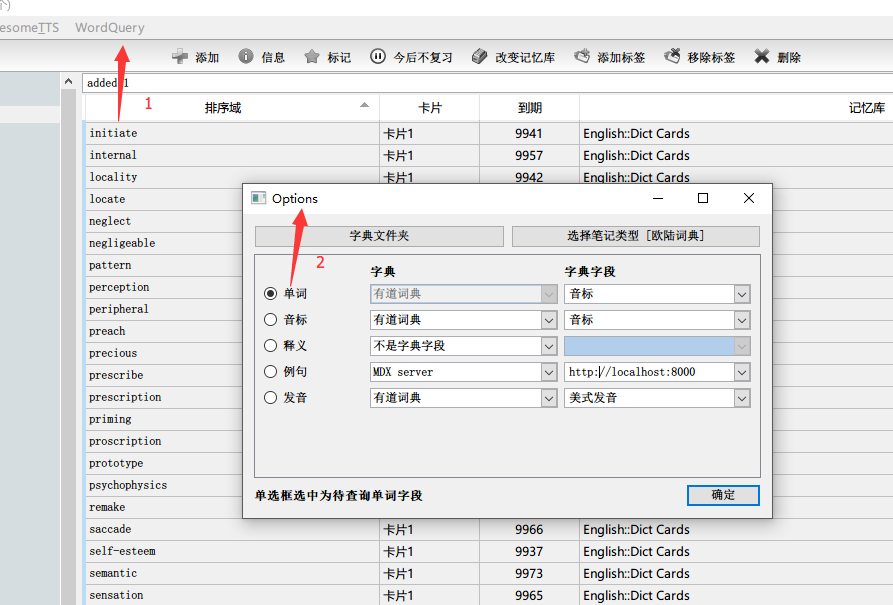 esomeTTS WordQuery
添加 信息 标记 今后不复习 改变记忆库 添加标签 移除标签 删除
added:1
1
排序域 卡片 到期 记忆库
initiate 卡片1 9941 English::Dict Cards
internal 卡片1 9957 English::Dict Cards
locality 卡片1 9942 English::Dict Cards
locate
Options
neglect
字典文件夹 选择笔记类型 [欧陆词典]
negligeable
pattern
2
字典 字典字段
perception
单词 有道词典 音标
peripheral
音标 有道词典 音标
preach
释义 不是字典字段
precious
例句 MDX server http://localhost:8000
prescribe
prescription
发音 有道词典 美式发音
priming
proscription
prototype
psychophysics
单选框选中为待查询单词字段 确定
remake
saccade 卡片1 9966 English::Dict Cards
self-esteem 卡片1 9937 English::Dict Cards
semantic 卡片1 9973 English::Dict Cards
sensation 卡片1 9965 English::Dict Cards